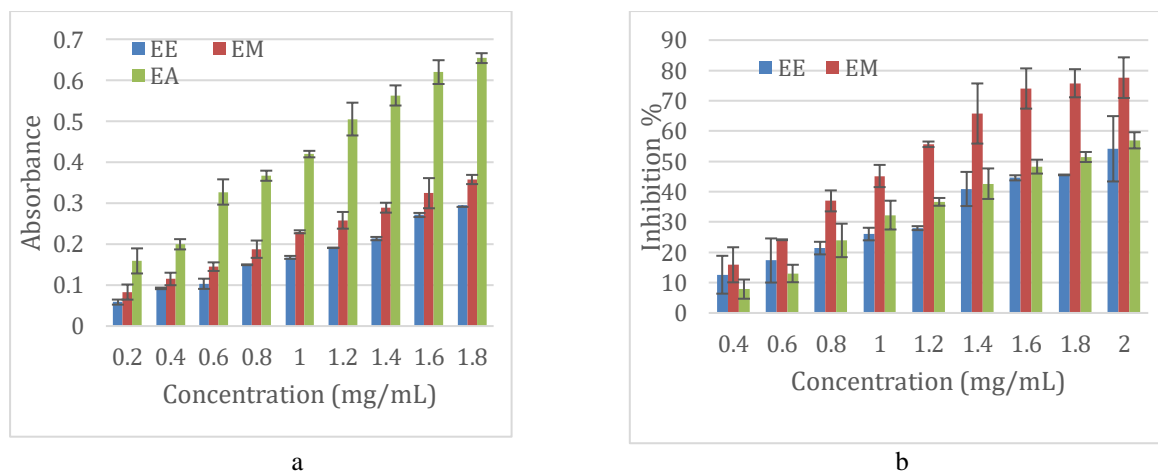 0.7
0.6
0.5
0.4
0.3
0.2
0.1
0
Absorbance
EE EM
EA
0.2 0.4 0.6 0.8 1 1.2 1.4 1.6 1.8
Concentration (mg/mL)
a
90
80
70
60
50
40
30
20
10
0
Inhibition %
EE EM
0.4 0.6 0.8 1 1.2 1.4 1.6 1.8 2
Concentration (mg/mL)
b